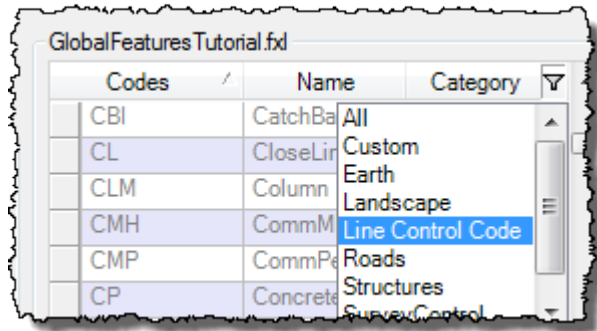 GlobalFeaturesTutorial.fxl
Codes Name Category
CBI CatchBa
CL CloseLin
CLM Column
CMH CommM
CMP CommPe
CP Concrete
All
Custom
Earth
Landscape
Line Control Code
Roads
Structures
SurveyControl